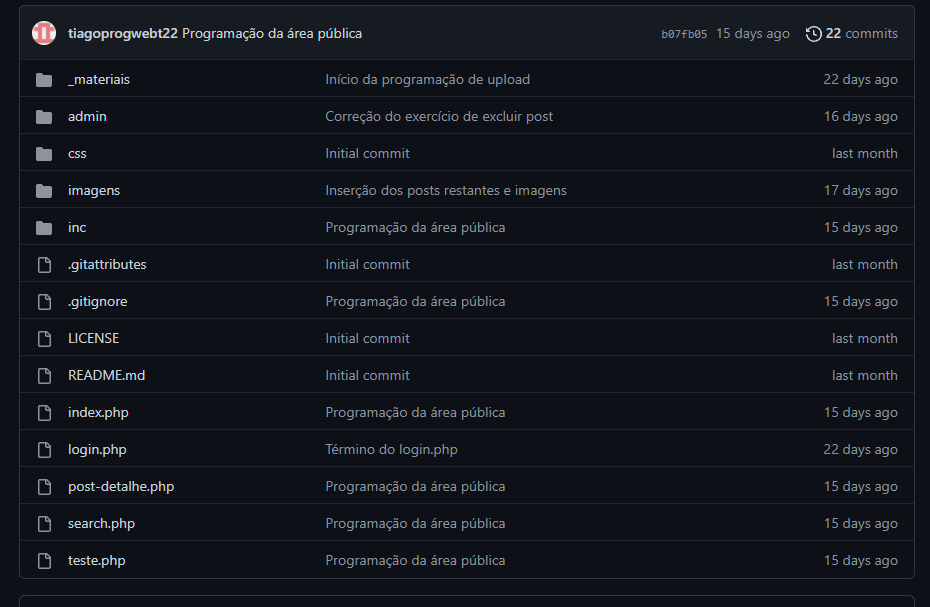 tiagoprogwebt22 Programação da área pública b07fb05 15 days ago 22 commits
_materiais Início da programação de upload 22 days ago
admin Correção do exercício de excluir post 16 days ago
css Initial commit last month
imagens Inserção dos posts restantes e imagens 17 days ago
inc Programação da área pública 15 days ago
.gitattributes Initial commit last month
.gitignore Programação da área pública 15 days ago
LICENSE Initial commit last month
README.md Initial commit last month
index.php Programação da área pública 15 days ago
login.php Término do login.php 22 days ago
post-detalhe.php Programação da área pública 15 days ago
search.php Programação da área pública 15 days ago
teste.php Programação da área pública 15 days ago